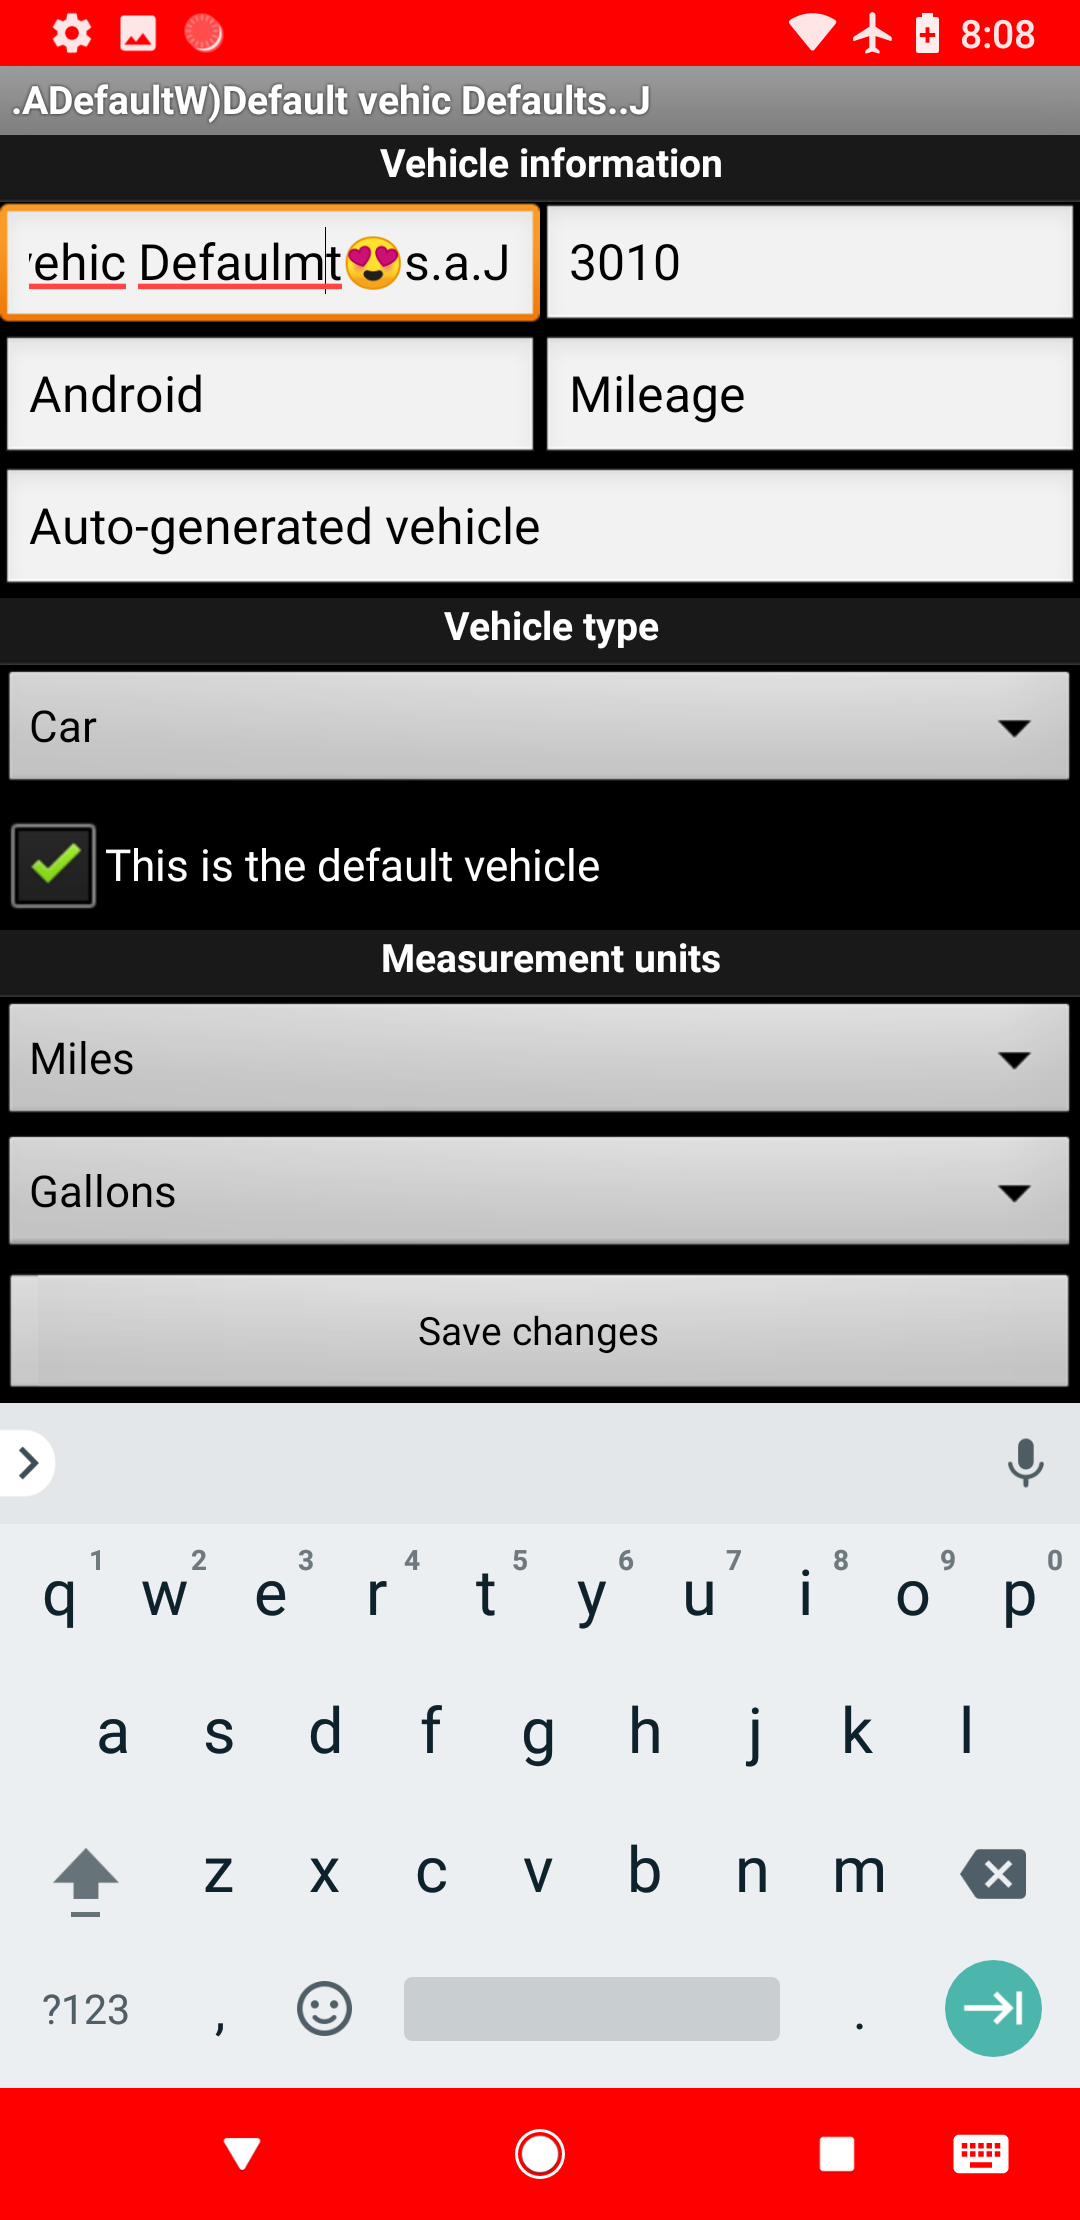 8:08
.ADefaultW)Default vehic Defaults..J
Vehicle information
ehic Defaulmt😍s.a.J
3010
Android
Mileage
Auto-generated vehicle
Vehicle type
Car
This is the default vehicle
Measurement units
Miles
Gallons
Save changes
q 1 w 2 e 3 r 4 t 5 y 6 u 7 i 8 o 9 p 0
a s d f g h j k l
z x c v b n m
?123 , .